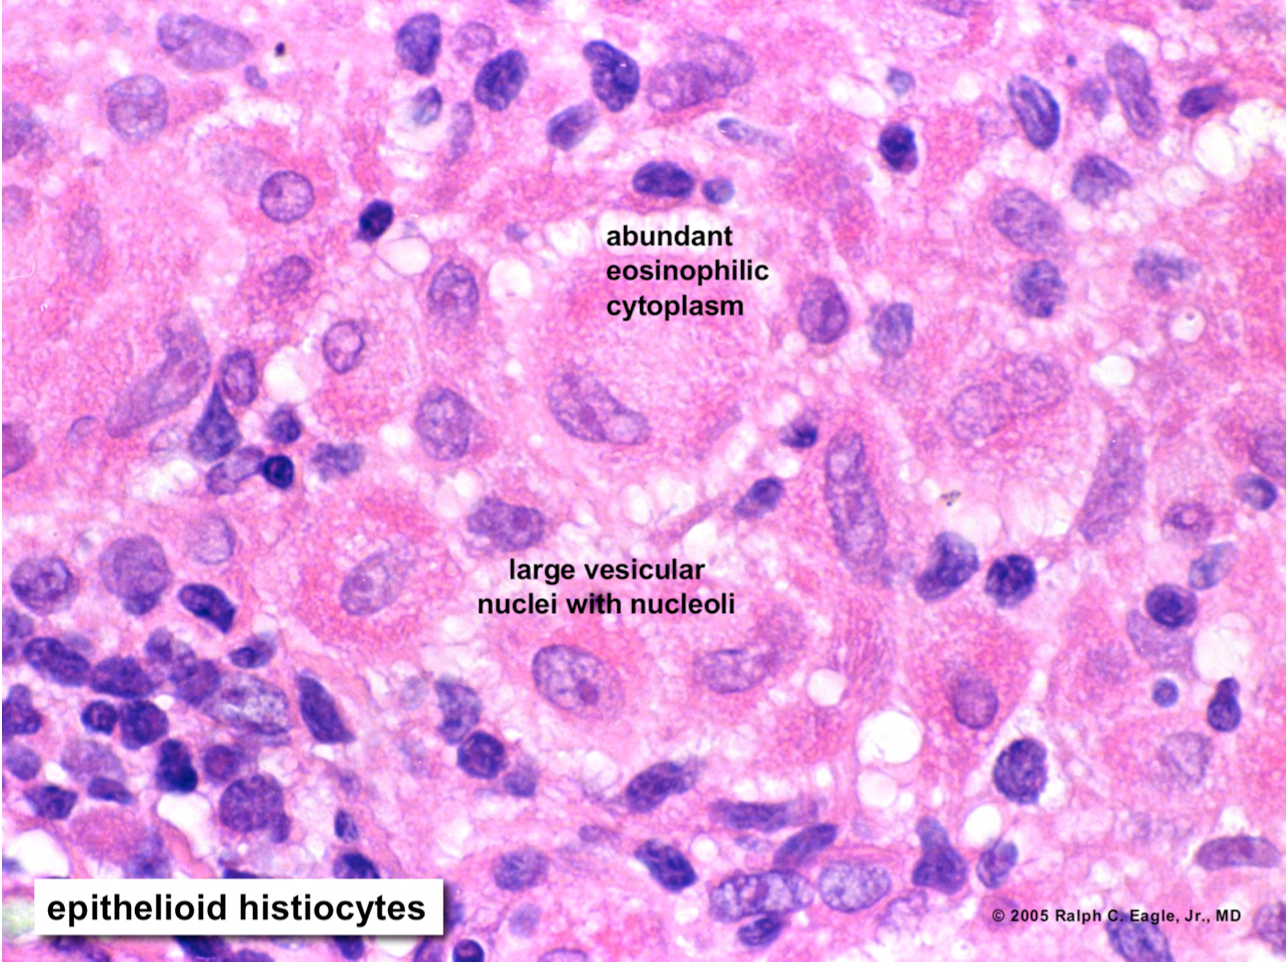 abundant
eosinophilic
cytoplasm
large vesicular
nuclei with nucleoli
epithelioid histiocytes
© 2005 Ralph C. Eagle, Jr., MD